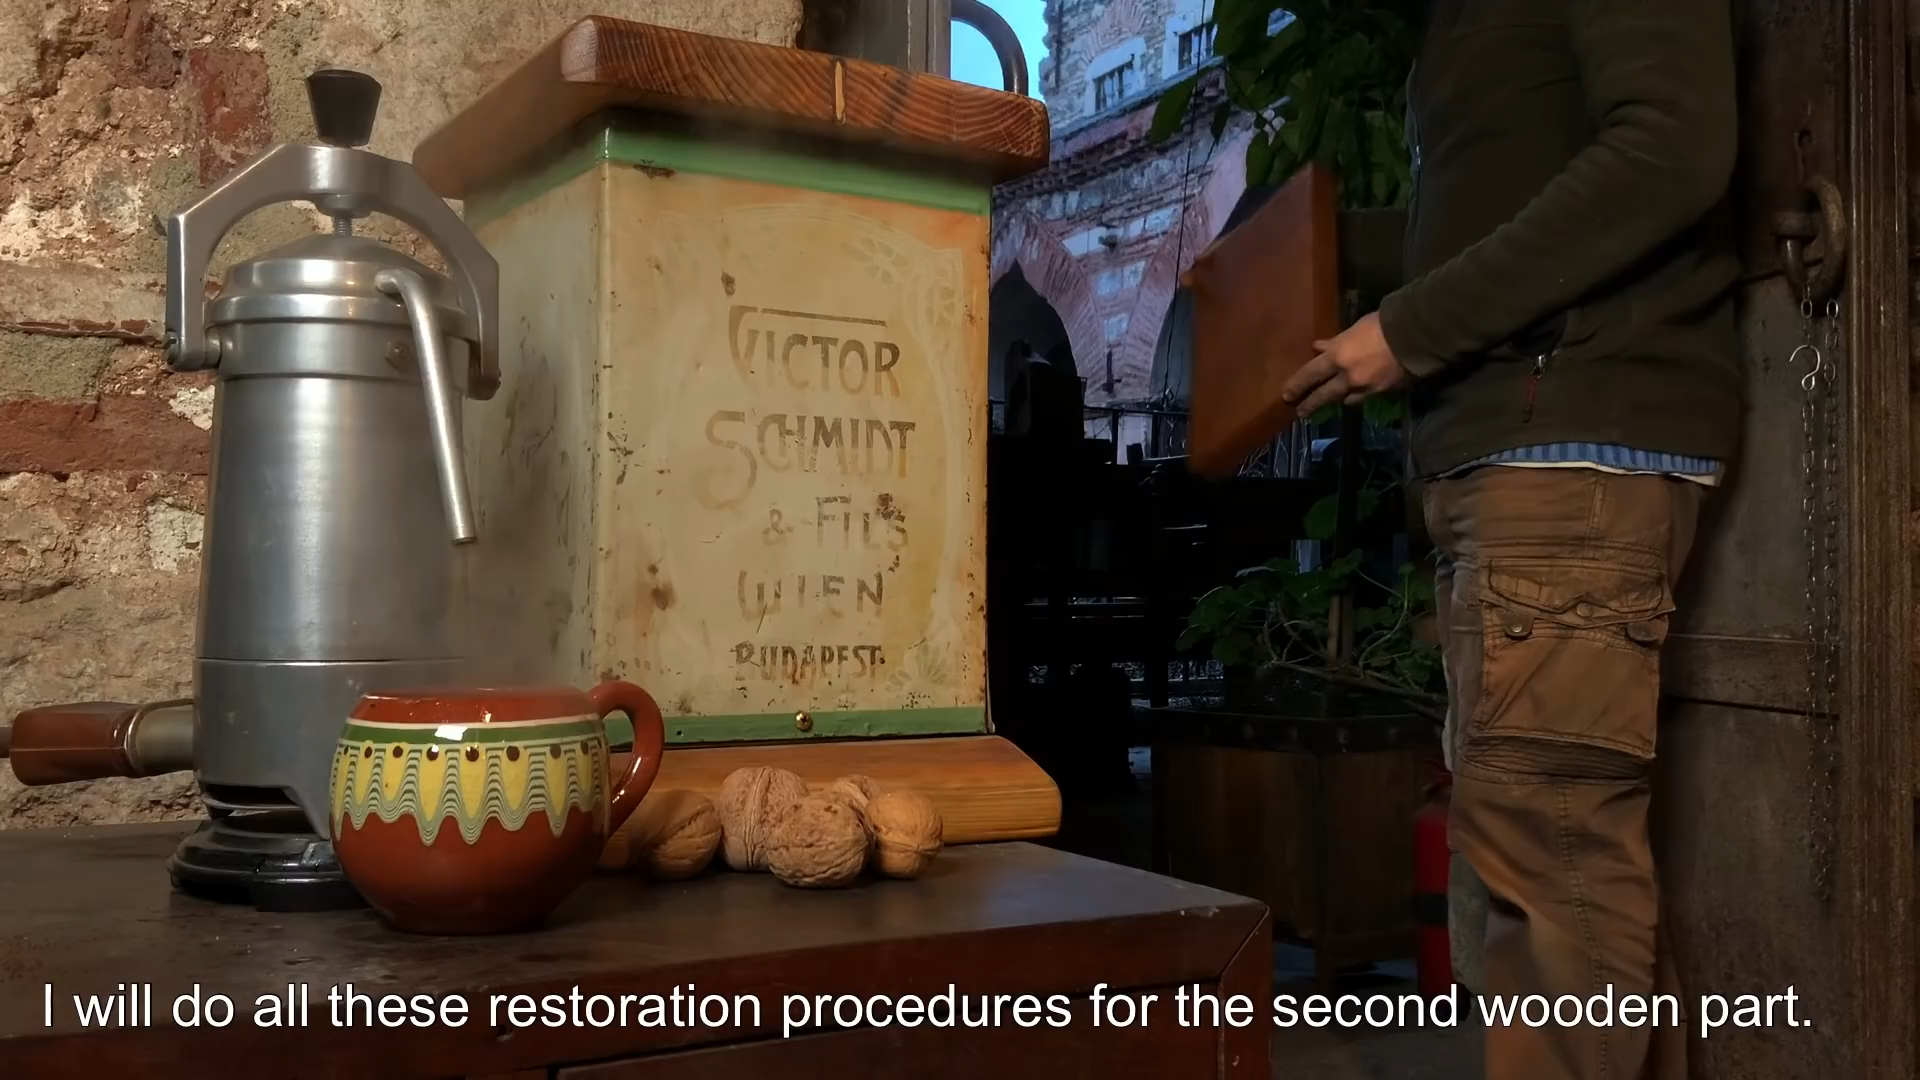 VICTOR
SCHMIDT
& FILS
WIEN
BUDAPEST.
I will do all these restoration procedures for the second wooden part.